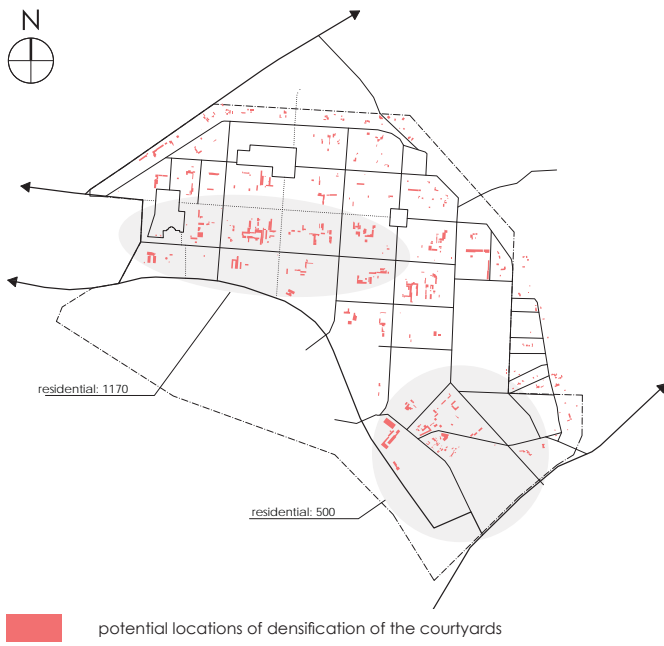 N
residential: 1170
residential: 500
potential locations of densification of the courtyards